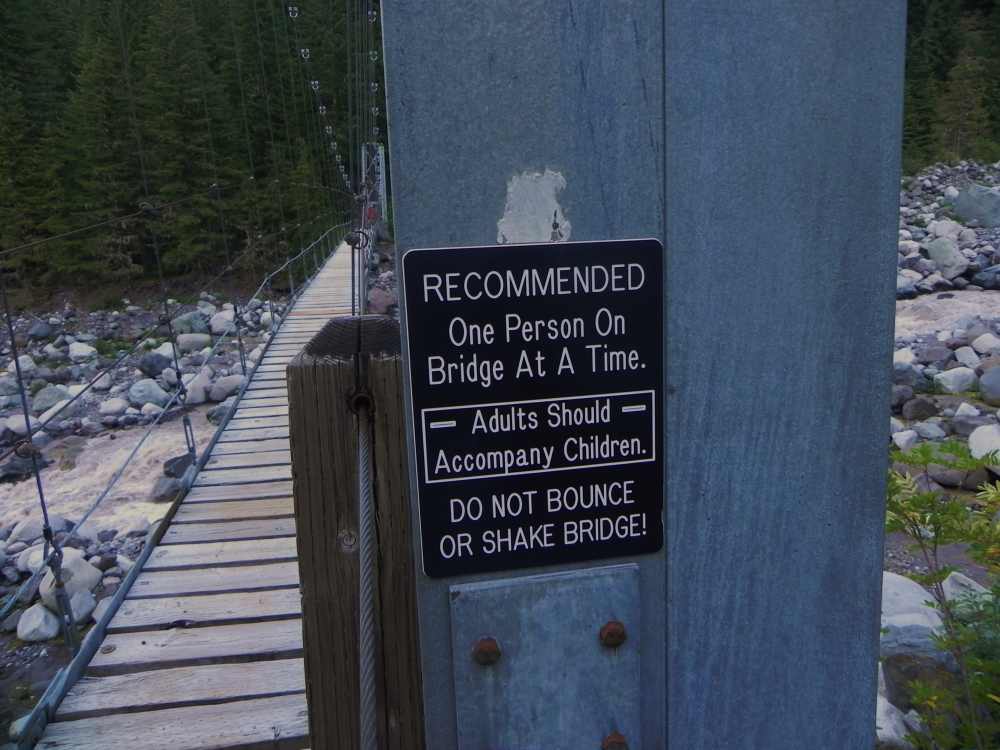 RECOMMENDED
One Person On
Bridge At A Time.
— Adults Should —
Accompany Children.
DO NOT BOUNCE
OR SHAKE BRIDGE!